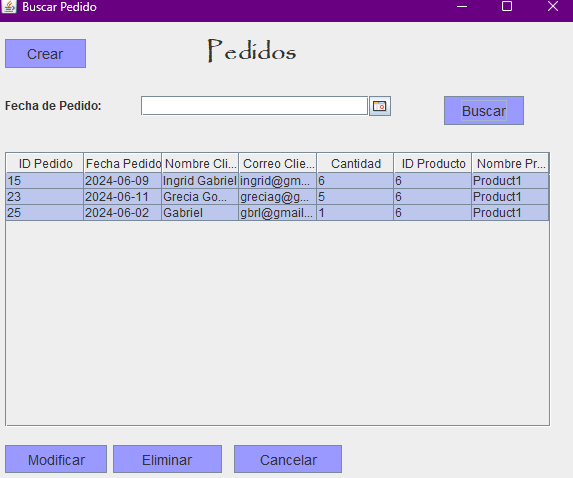 Buscar Pedido
Crear
Pedidos
Fecha de Pedido:
Buscar
ID Pedido Fecha Pedido Nombre Cli... Correo Clie... Cantidad ID Producto Nombre Pr...
15 2024-06-09 Ingrid Gabriel ingrid@gm... 6 6 Product1
23 2024-06-11 Grecia Go... greciag@g... 5 6 Product1
25 2024-06-02 Gabriel gbrl@gmail... 1 6 Product1
Modificar Eliminar Cancelar